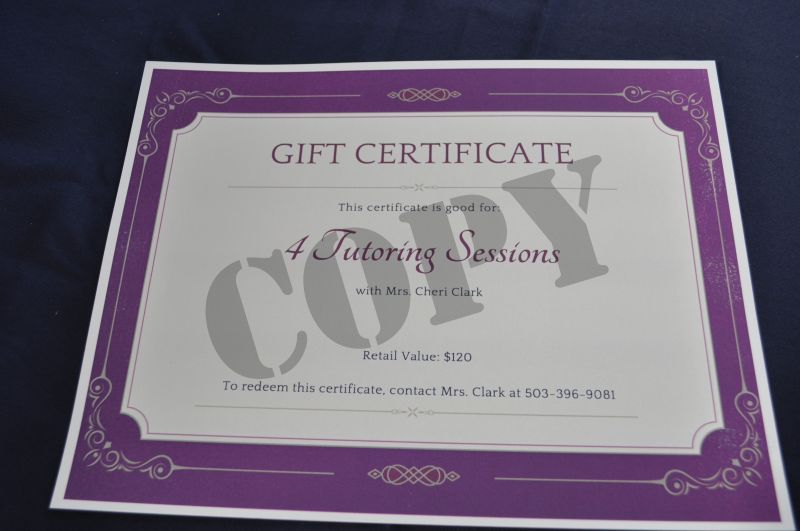 GIFT CERTIFICATE
This certificate is good for:
4 Tutoring Sessions
with Mrs. Cheri Clark
COPY
Retail Value: $120
To redeem this certificate, contact Mrs. Clark at 503-396-9081